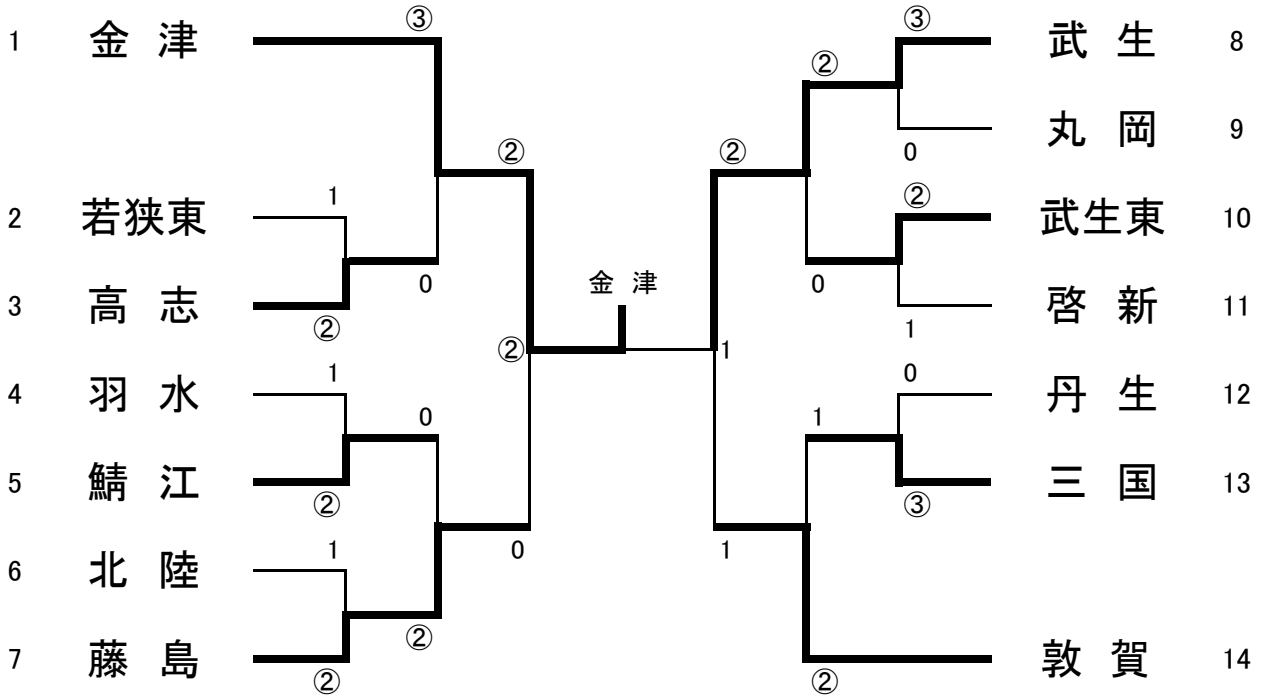 ③ ③
1 金 津 武 生 8
②
丸 岡 9
② ② 0
1 ②
2 若狭東 武生東 10
0 金 津 0
3 高 志 啓 新 11
② 1
② 1
1 0
4 羽 水 丹 生 12
0 1
5 鯖 江 三 国 13
② ③
1 0 1
6 北 陸
②
7 藤 島 敦 賀 14
② ②